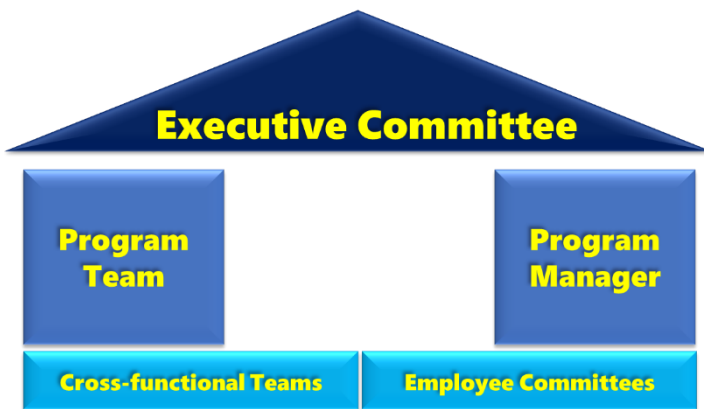 Executive Committee
Program
Team
Program
Manager
Cross-functional Teams
Employee Committees